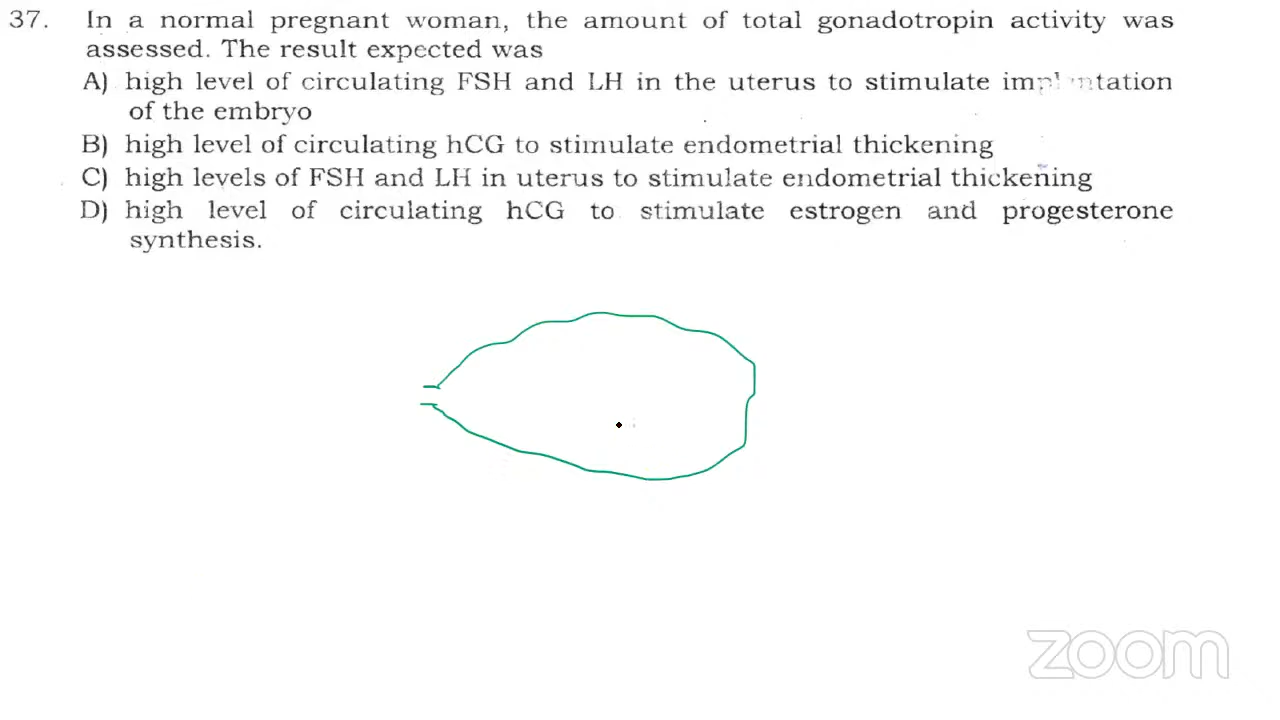 37. In a normal pregnant woman, the amount of total gonadotropin activity was
assessed. The result expected was
A) high level of circulating FSH and LH in the uterus to stimulate implantation
of the embryo
B) high level of circulating hCG to stimulate endometrial thickening
C) high levels of FSH and LH in uterus to stimulate endometrial thickening
D) high level of circulating hCG to stimulate estrogen and progesterone
synthesis.
zoom